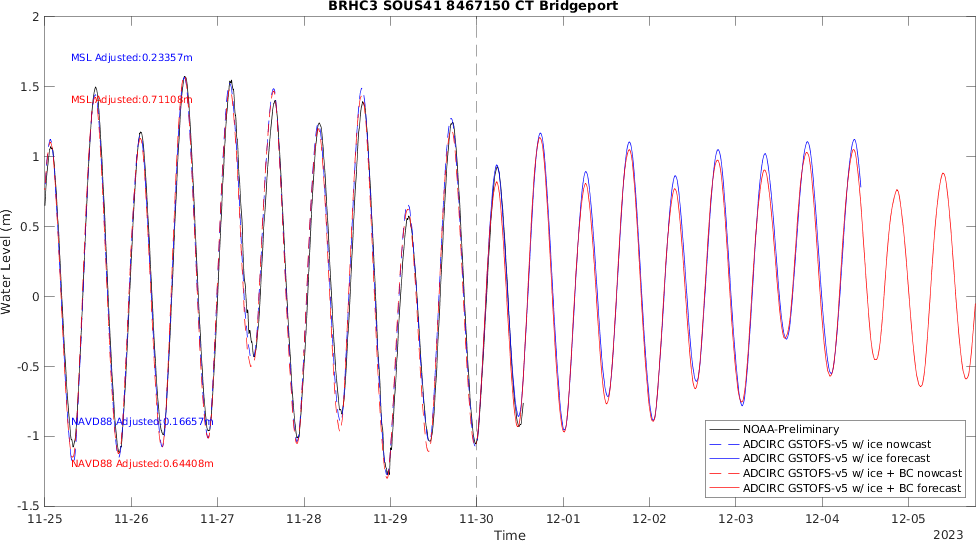 BRHC3 SOUS41 8467150 CT Bridgeport
2
1.5
1
0.5
0
-0.5
-1
-1.5
Water Level (m)
MSL Adjusted:0.23357m
MSL Adjusted:0.71108m
NAVD88 Adjusted:0.16657m
NAVD88 Adjusted:0.64408m
NOAA-Preliminary
ADCIRC GSTOFS-v5 w/ ice nowcast
ADCIRC GSTOFS-v5 w/ ice forecast
ADCIRC GSTOFS-v5 w/ ice + BC nowcast
ADCIRC GSTOFS-v5 w/ ice + BC forecast
11-25 11-26 11-27 11-28 11-29 11-30 12-01 12-02 12-03 12-04 12-05
Time
2023